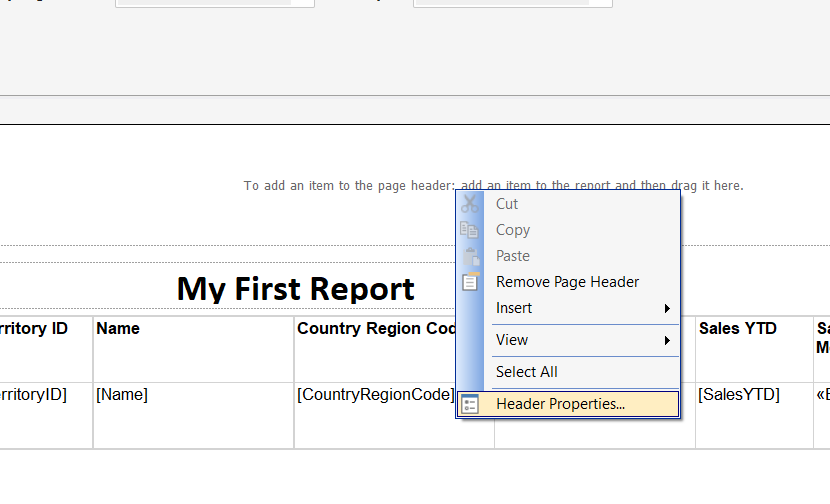 To add an item to the page header: add an item to the report and then drag it here.
Cut
Copy
Paste
Remove Page Header
Insert
View
Select All
Header Properties...
My First Report
rritory ID Name Country Region Cod Sales YTD
erritoryID] [Name] [CountryRegionCode] [SalesYTD]